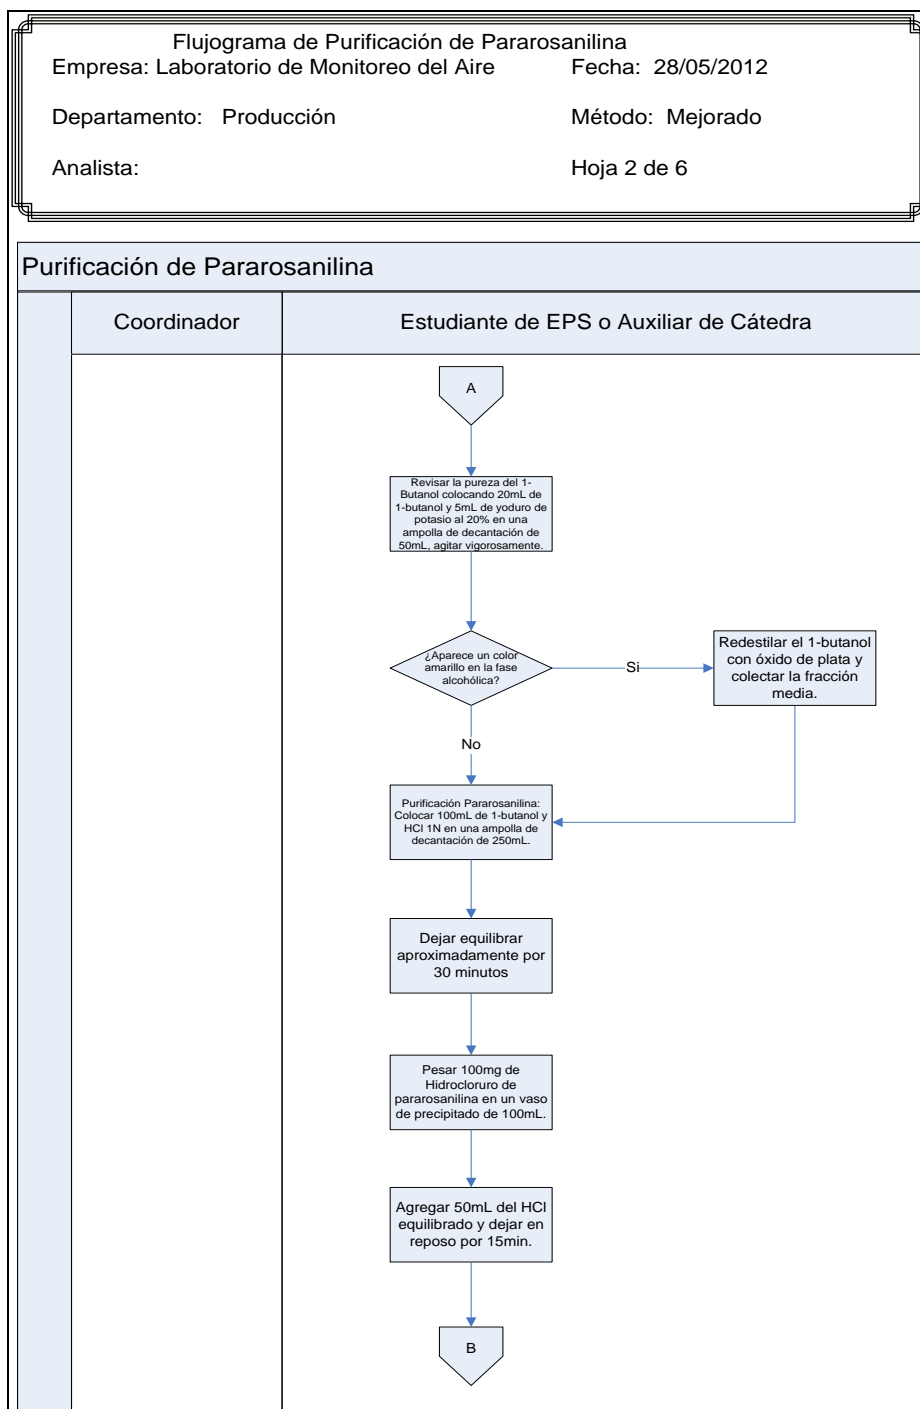 Flujograma de Purificación de Pararosanilina
Empresa: Laboratorio de Monitoreo del Aire Fecha: 28/05/2012
Departamento: Producción Método: Mejorado
Analista: Hoja 2 de 6
Purificación de Pararosanilina
Coordinador Estudiante de EPS o Auxiliar de Cátedra
A
Revisar la pureza del 1-
Butanol colocando 20mL de
1-butanol y 5mL de yoduro de
potasio al 20% en una
ampolla de decantación de
50mL, agitar vigorosamente.
¿Aparece un color
amarillo en la fase
alcohólica?
Si
Redestilar el 1-butanol
con óxido de plata y
colectar la fracción
media.
No
Purificación Pararosanilina:
Colocar 100mL de 1-butanol y
HCl 1N en una ampolla de
decantación de 250mL.
Dejar equilibrar
aproximadamente por
30 minutos
Pesar 100mg de
Hidrocloruro de
pararosanilina en un vaso
de precipitado de 100mL.
Agregar 50mL del HCl
equilibrado y dejar en
reposo por 15min.
B